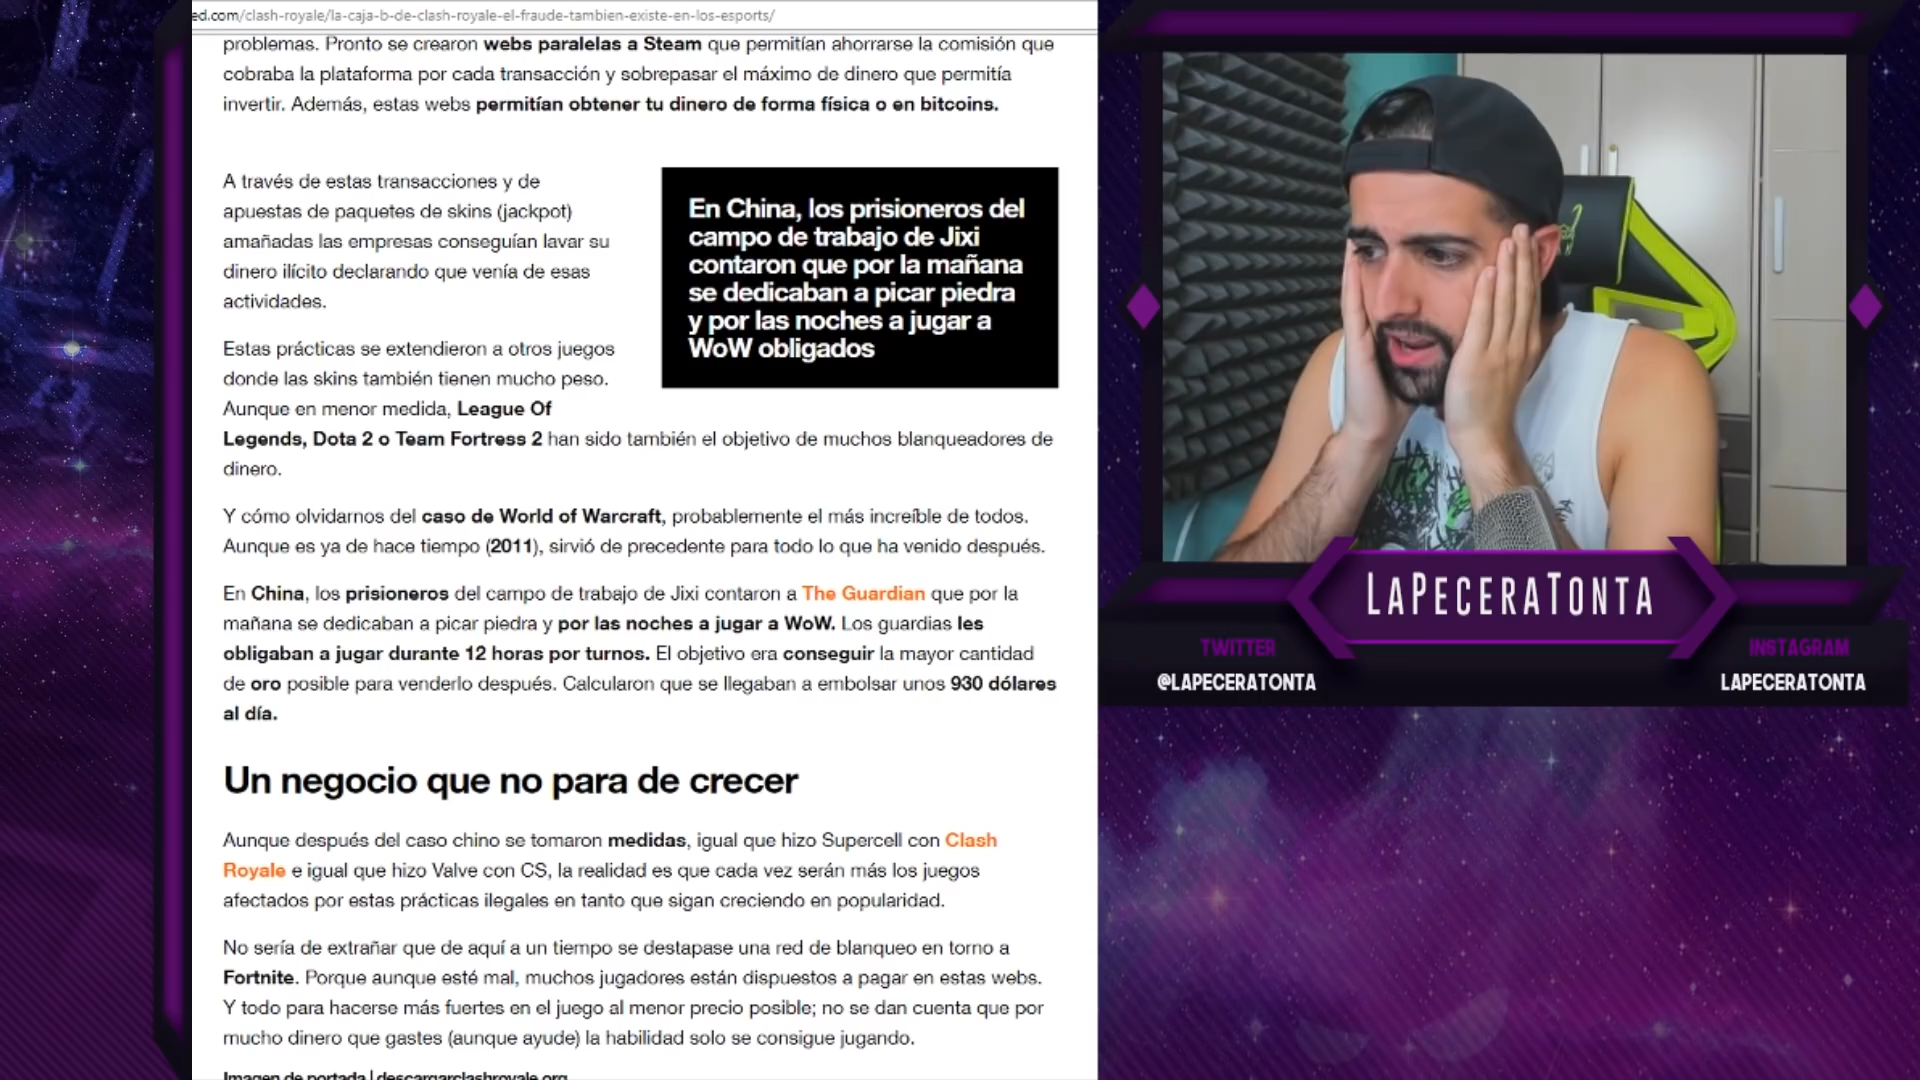 ed.com/clash-royale/la-caja-b-de-clash-royale-el-fraude-tambien-existe-en-los-esports/
problemas. Pronto se crearon webs paralelas a Steam que permitían ahorrarse la comisión que
cobraba la plataforma por cada transacción y sobrepasar el máximo de dinero que permitía
invertir. Además, estas webs permitían obtener tu dinero de forma física o en bitcoins.
A través de estas transacciones y de
apuestas de paquetes de skins (jackpot)
amañadas las empresas conseguían lavar su
dinero ilícito declarando que venía de esas
actividades.
En China, los prisioneros del
campo de trabajo de Jixi
contaron que por la mañana
se dedicaban a picar piedra
y por las noches a jugar a
WoW obligados
Estas prácticas se extendieron a otros juegos
donde las skins también tienen mucho peso.
Aunque en menor medida, League Of
Legends, Dota 2 o Team Fortress 2 han sido también el objetivo de muchos blanqueadores de
dinero.
Y cómo olvidarnos del caso de World of Warcraft, probablemente el más increíble de todos.
Aunque es ya de hace tiempo (2011), sirvió de precedente para todo lo que ha venido después.
En China, los prisioneros del campo de trabajo de Jixi contaron a The Guardian que por la
mañana se dedicaban a picar piedra y por las noches a jugar a WoW. Los guardias les
obligaban a jugar durante 12 horas por turnos. El objetivo era conseguir la mayor cantidad
de oro posible para venderlo después. Calcularon que se llegaban a embolsar unos 930 dólares
al día.
Un negocio que no para de crecer
Aunque después del caso chino se tomaron medidas, igual que hizo Supercell con Clash
Royale e igual que hizo Valve con CS, la realidad es que cada vez serán más los juegos
afectados por estas prácticas ilegales en tanto que sigan creciendo en popularidad.
No sería de extrañar que de aquí a un tiempo se destapase una red de blanqueo en torno a
Fortnite. Porque aunque esté mal, muchos jugadores están dispuestos a pagar en estas webs.
Y todo para hacerse más fuertes en el juego al menor precio posible; no se dan cuenta que por
mucho dinero que gastes (aunque ayude) la habilidad solo se consigue jugando.
Imagen de portada | descargarclashroyale.org
LAPECERATONTA
TWITTER
@LAPECERATONTA
INSTAGRAM
LAPECERATONTA